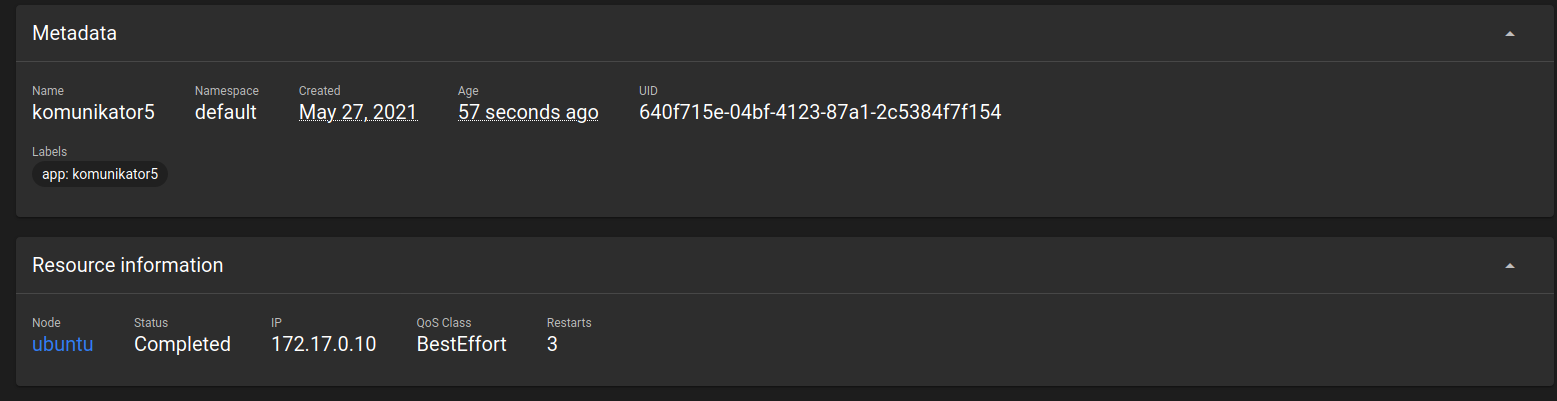 Metadata
Name Namespace Created Age UID
komunikator5 default May 27, 2021 57 seconds ago 640f715e-04bf-4123-87a1-2c5384f7f154
Labels
app: komunikator5
Resource information
Node Status IP QoS Class Restarts
ubuntu Completed 172.17.0.10 BestEffort 3